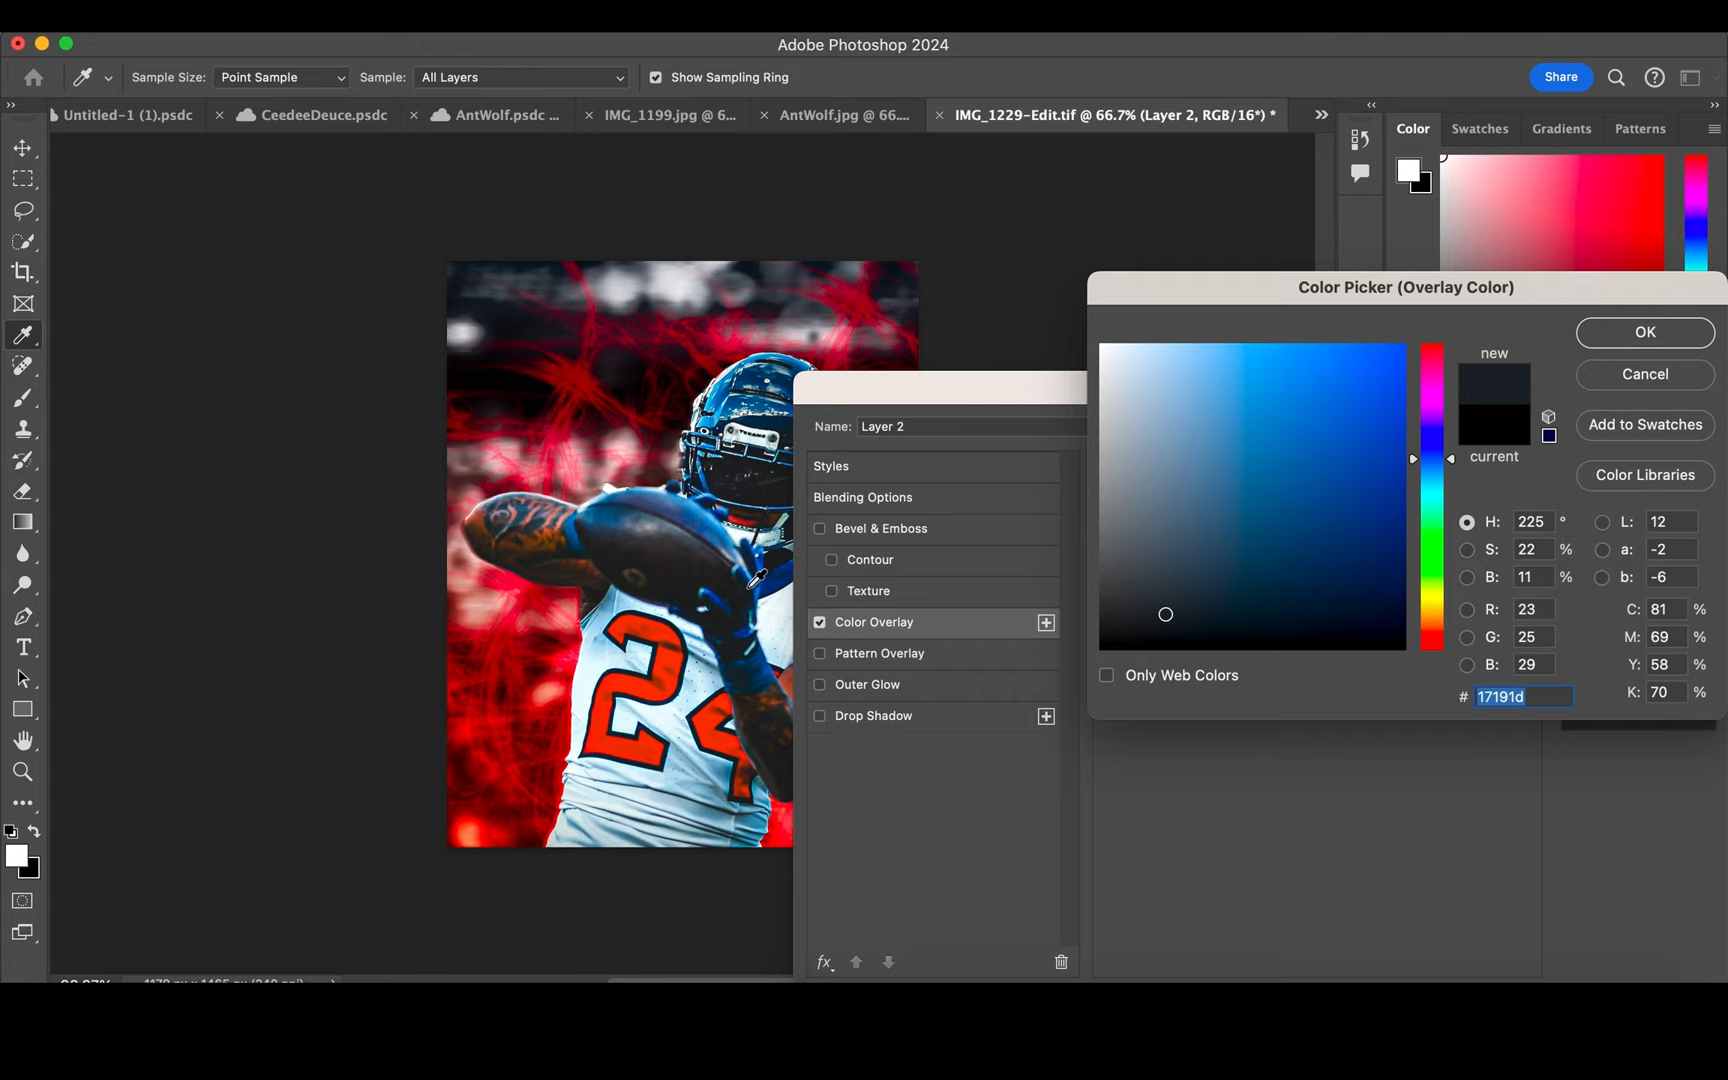 Adobe Photoshop 2024
Sample Size: Point Sample Sample: All Layers Show Sampling Ring Share
Untitled-1 (1).psdc CeedeeDeuce.psdc AntWolf.psdc ... IMG_1199.jpg @ 6... AntWolf.jpg @ 66.... IMG_1229-Edit.tif @ 66.7% (Layer 2, RGB/16*) *
Color Swatches Gradients Patterns
Color Picker (Overlay Color)
new
OK
Cancel
Add to Swatches
current
Color Libraries
H: 225 ° L: 12
S: 22 % a: -2
B: 11 % b: -6
R: 23 C: 81 %
G: 25 M: 69 %
B: 29 Y: 58 %
# 17191d K: 70 %
Only Web Colors
Name: Layer 2
Styles
Blending Options
Bevel & Emboss
Contour
Texture
Color Overlay
Pattern Overlay
Outer Glow
Drop Shadow
fx
TEXANS
24